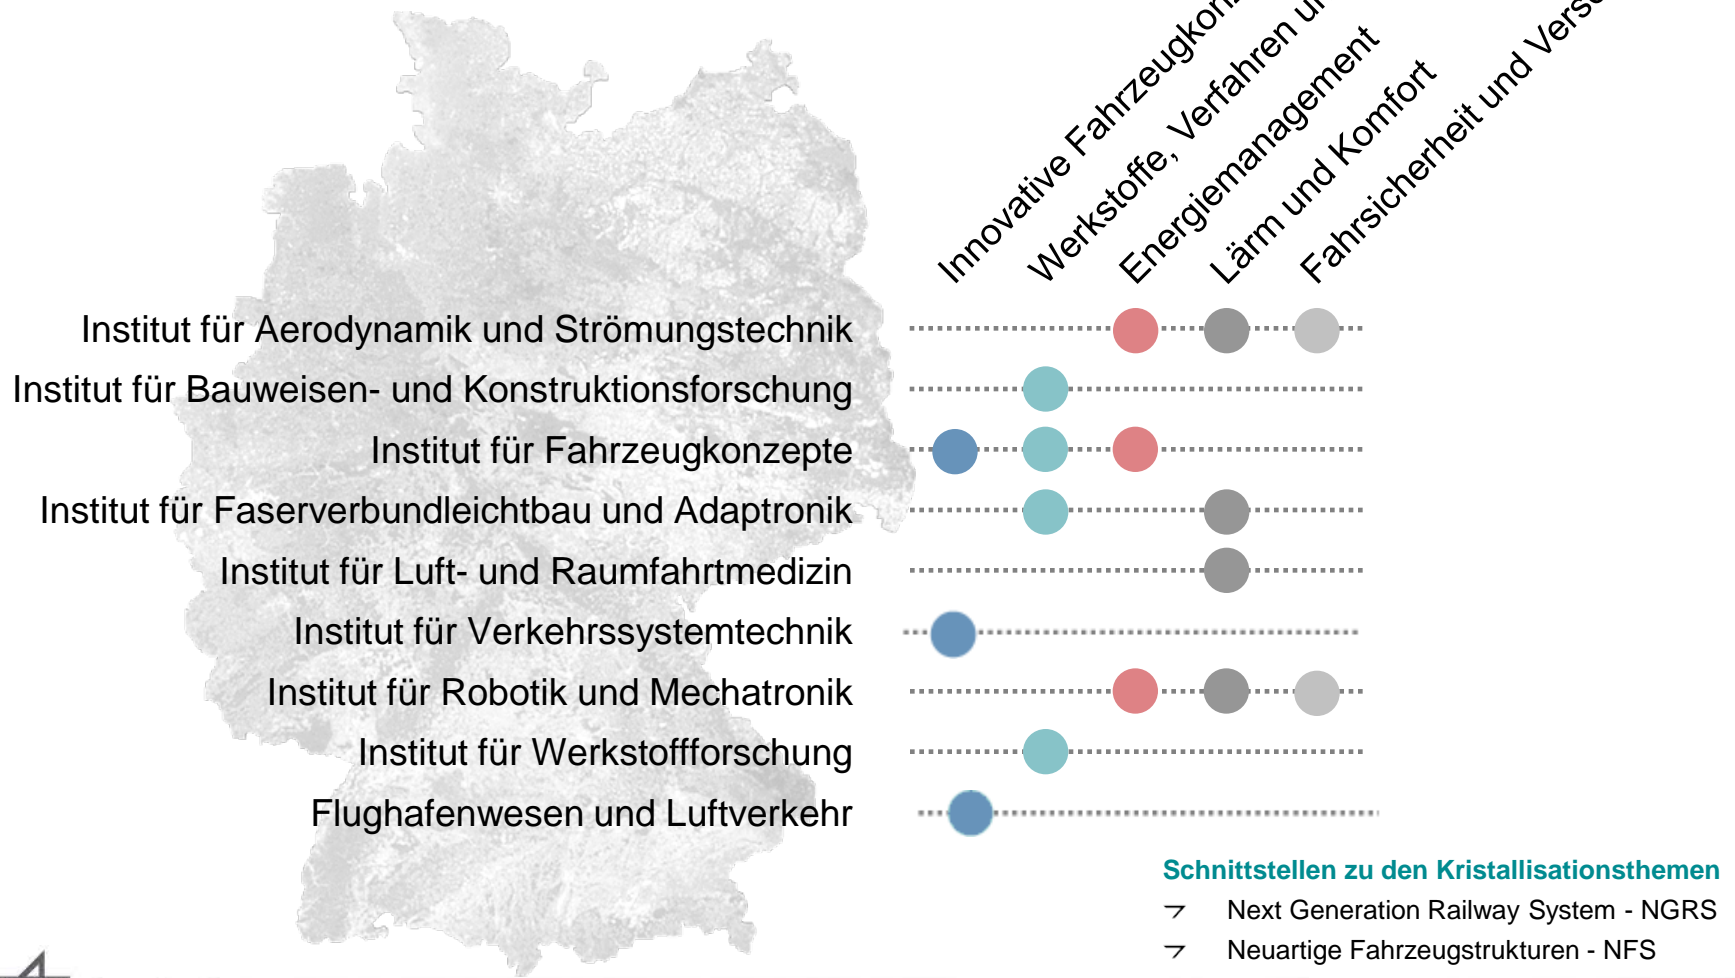 Innovative
Werkstoffe, Verfahren
Energiemanagement
Lärm und Komfort
Fahrsicherheit und
Institut für Aerodynamik und Strömungstechnik
Institut für Bauweisen- und Konstruktionsforschung
Institut für Fahrzeugkonzepte
Institut für Faserverbundleichtbau und Adaptronik
Institut für Luft- und Raumfahrtmedizin
Institut für Verkehrssystemtechnik
Institut für Robotik und Mechatronik
Institut für Werkstoffforschung
Flughafenwesen und Luftverkehr
Schnittstellen zu den Kristallisationsthemen
Next Generation Railway System - NGRS
Neuartige Fahrzeugstrukturen - NFS